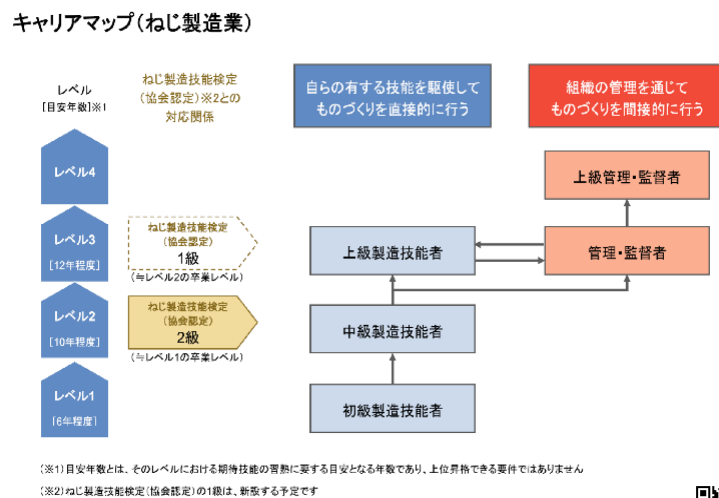 キャリアマップ(ねじ製造業)
レベル
[目安年数]※1
ねじ製造技能検定
(協会認定)※2との
対応関係
自らの有する技能を駆使して
ものづくりを直接的に行う
組織の管理を通じて
ものづくりを間接的に行う
レベル4
上級管理・監督者
レベル3
[12年程度]
ねじ製造技能検定
(協会認定)
1級
(≒レベル2の卒業レベル)
上級製造技能者
管理・監督者
レベル2
[10年程度]
ねじ製造技能検定
(協会認定)
2級
(≒レベル1の卒業レベル)
中級製造技能者
レベル1
[6年程度]
初級製造技能者
(※1)目安年数とは、そのレベルにおける期待技能の習熟に要する目安となる年数であり、上位昇格できる要件ではありません
(※2)ねじ製造技能検定(協会認定)の1級は、新設する予定です